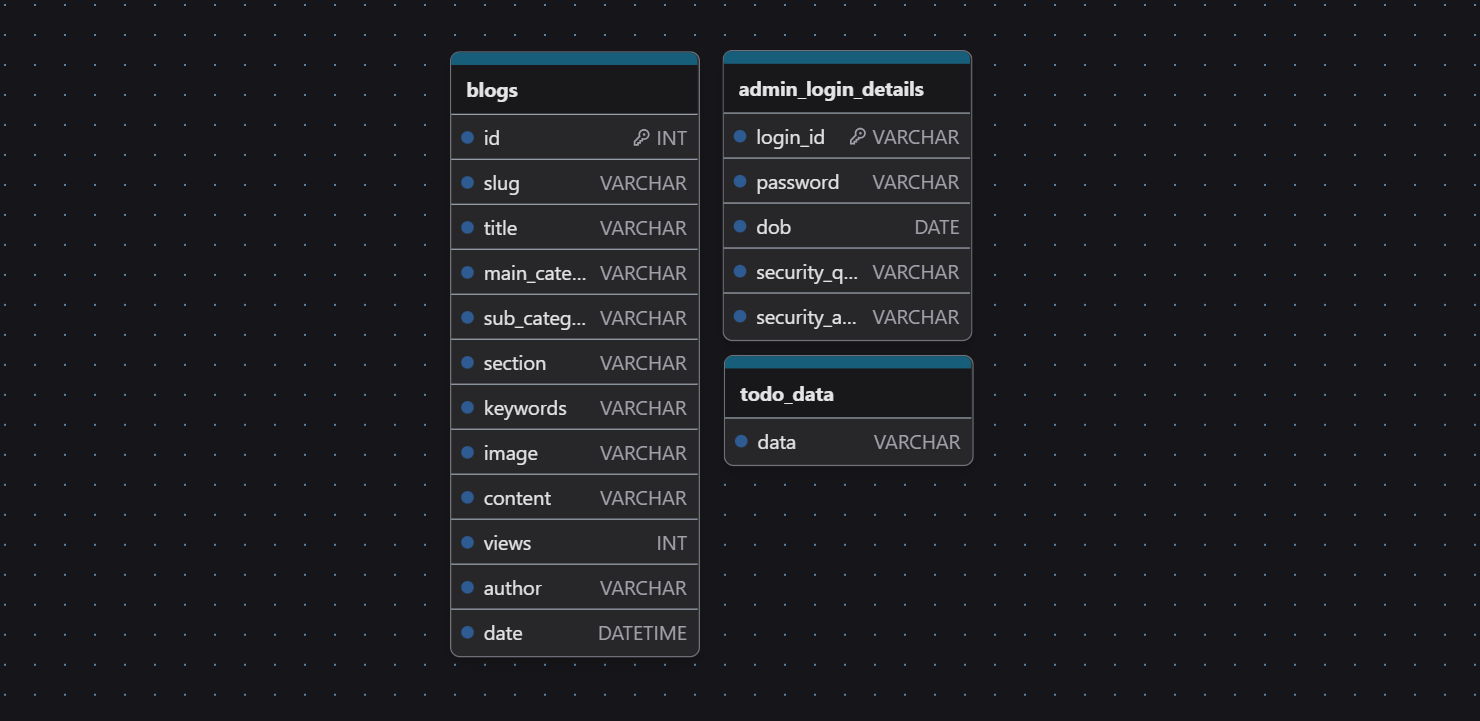 blogs
id INT
slug VARCHAR
title VARCHAR
main_cate... VARCHAR
sub_categ... VARCHAR
section VARCHAR
keywords VARCHAR
image VARCHAR
content VARCHAR
views INT
author VARCHAR
date DATETIME
admin_login_details
login_id VARCHAR
password VARCHAR
dob DATE
security_q... VARCHAR
security_a... VARCHAR
todo_data
data VARCHAR